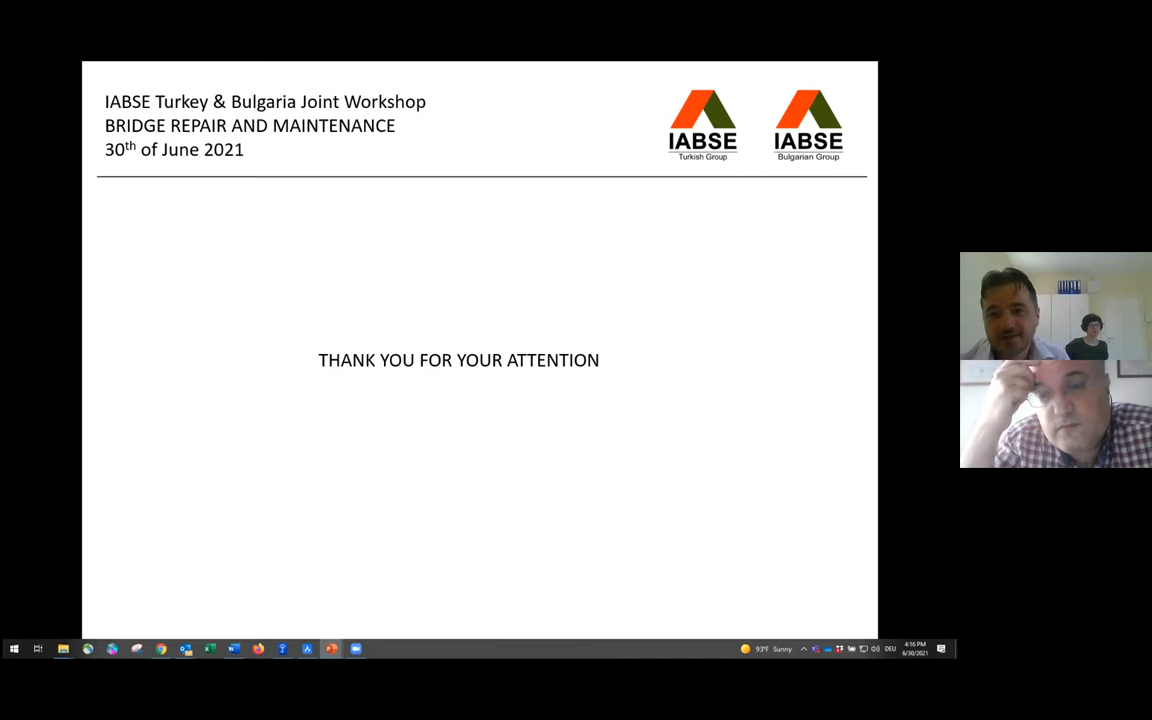 IABSE Turkey & Bulgaria Joint Workshop
BRIDGE REPAIR AND MAINTENANCE
30th of June 2021
IABSE
Turkish Group
IABSE
Bulgarian Group
THANK YOU FOR YOUR ATTENTION
93°F Sunny
DEU
4:16 PM
6/30/2021